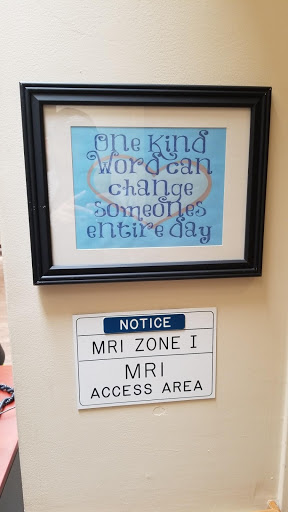 One Kind
Word can
change
someones
entire day
NOTICE
MRI ZONE I
MRI
ACCESS AREA